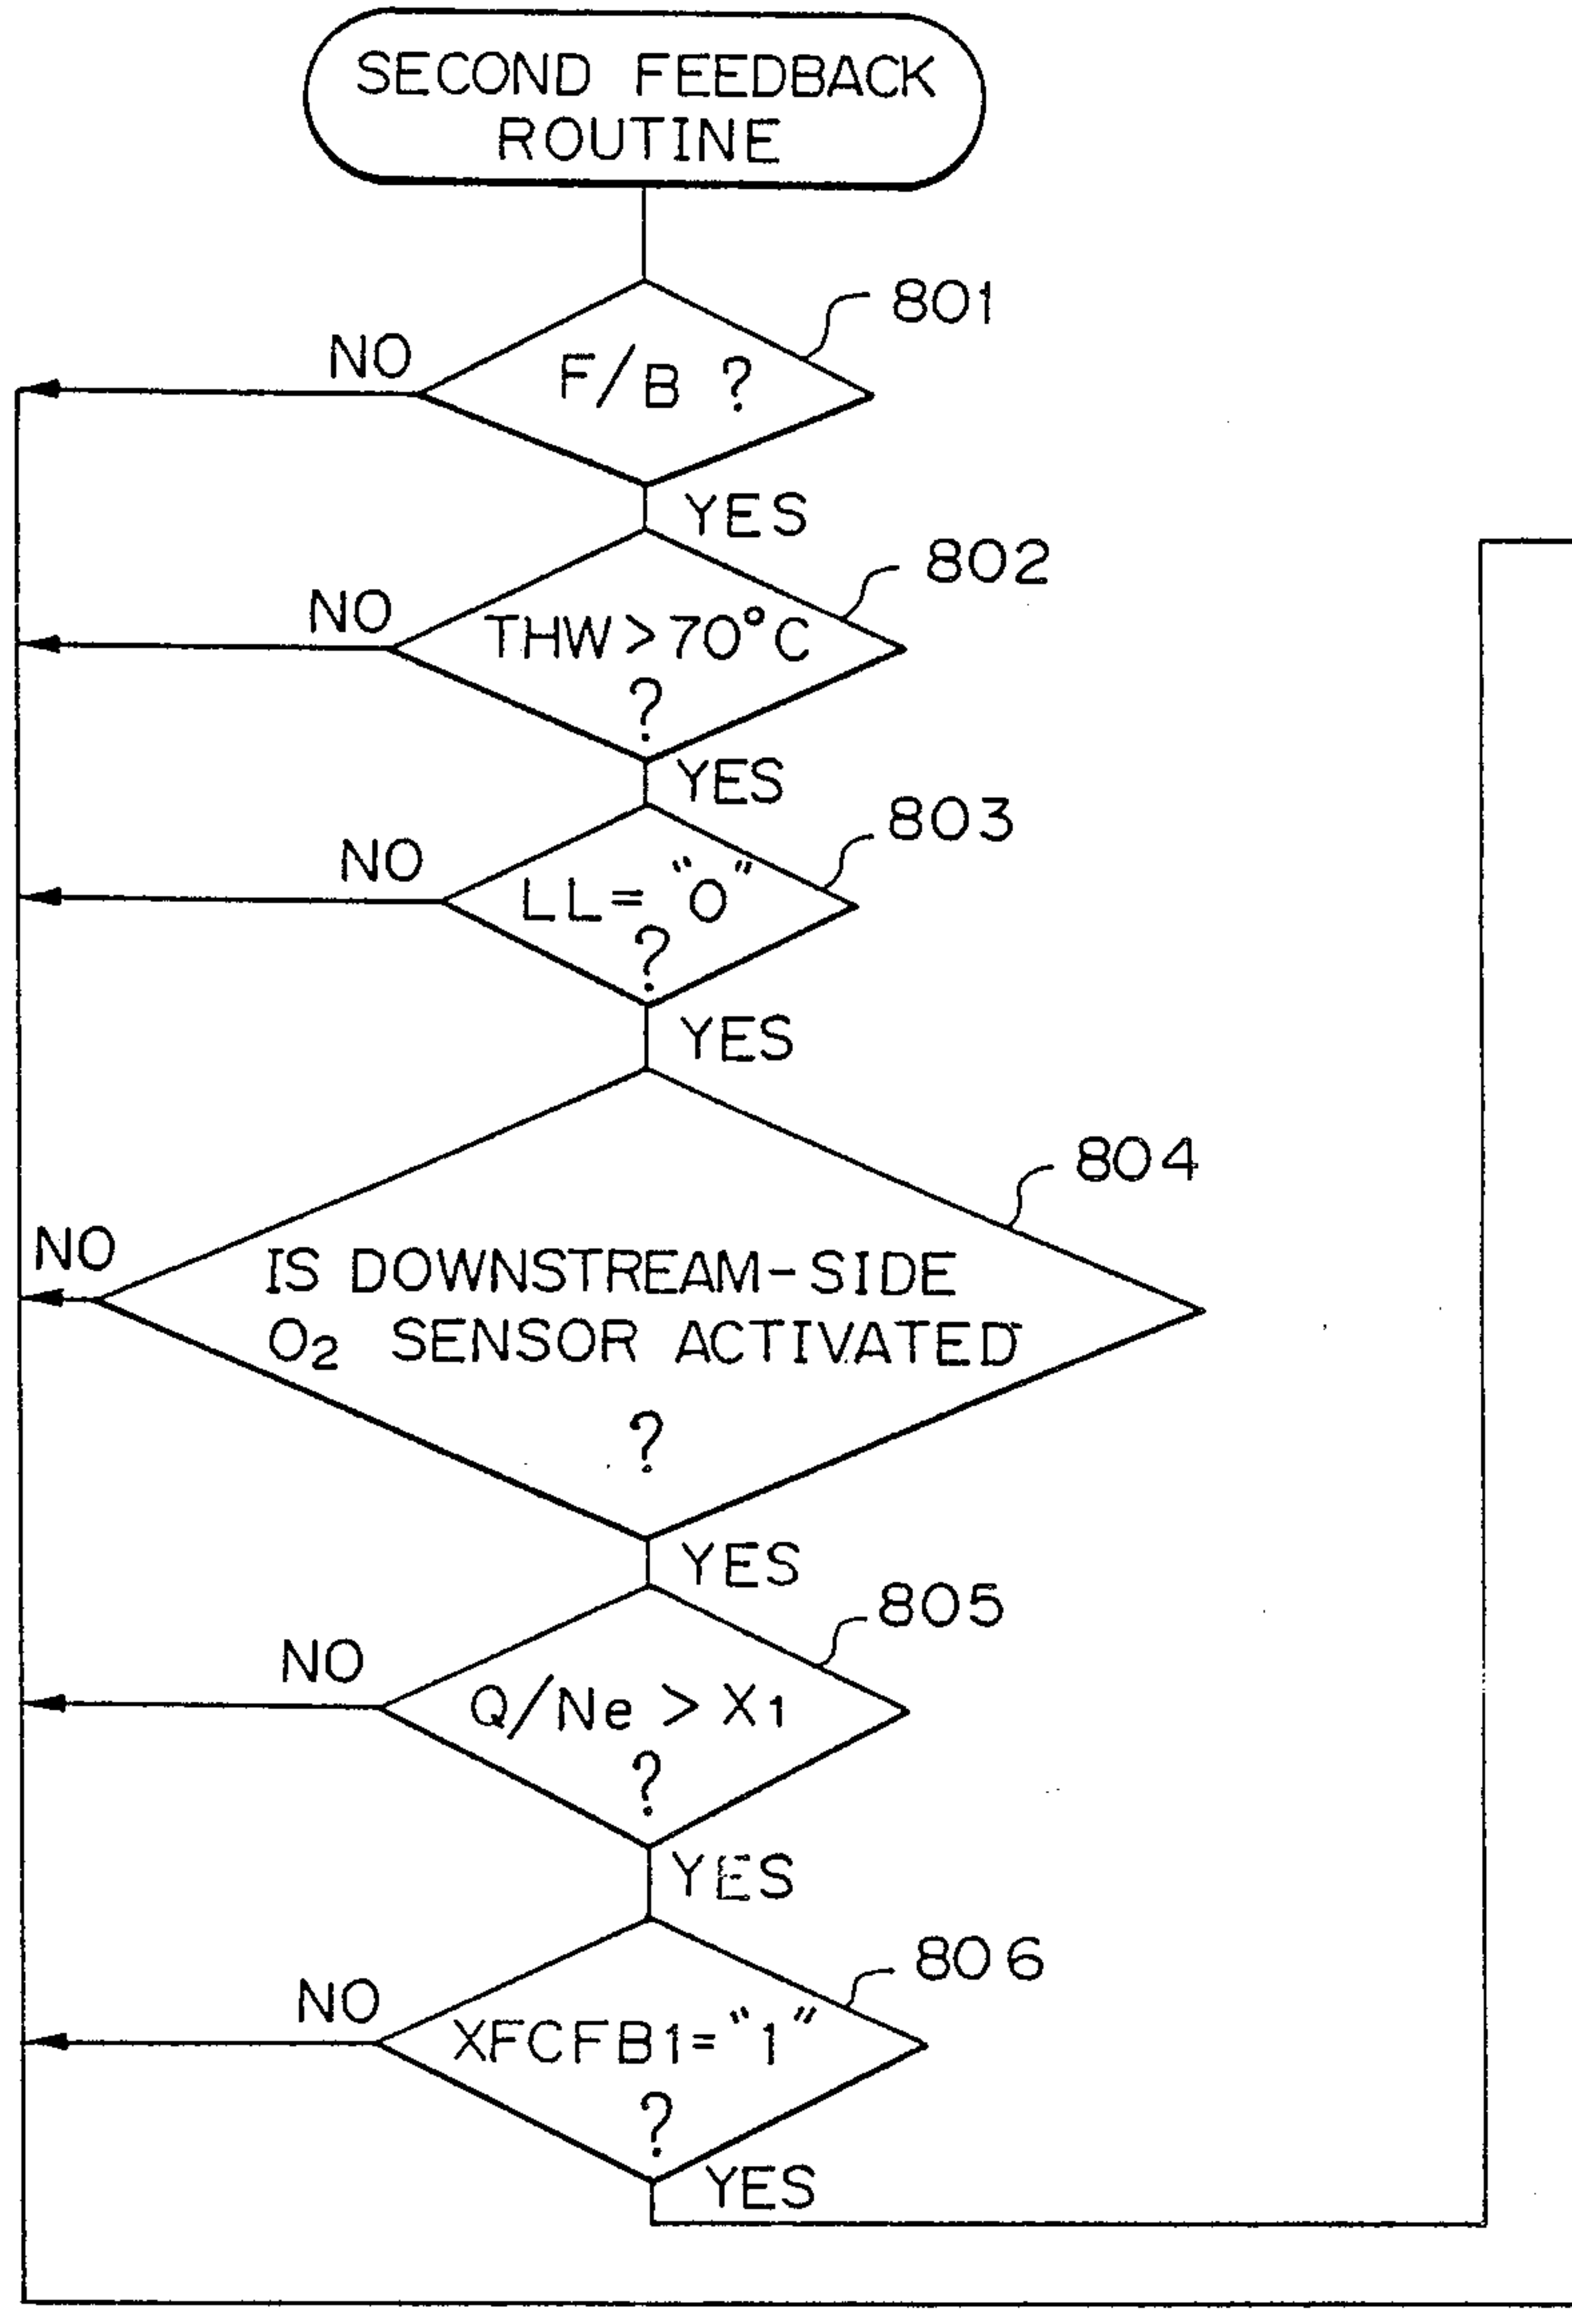 SECOND FEEDBACK
ROUTINE
801
NO
F/B ?
YES
802
NO
THW > 70°C
?
YES
803
NO
LL = "0"
?
YES
804
NO
IS DOWNSTREAM-SIDE
O2 SENSOR ACTIVATED
?
YES
805
NO
Q/Ne > X1
?
YES
806
NO
XFCFB1 = "1"
?
YES